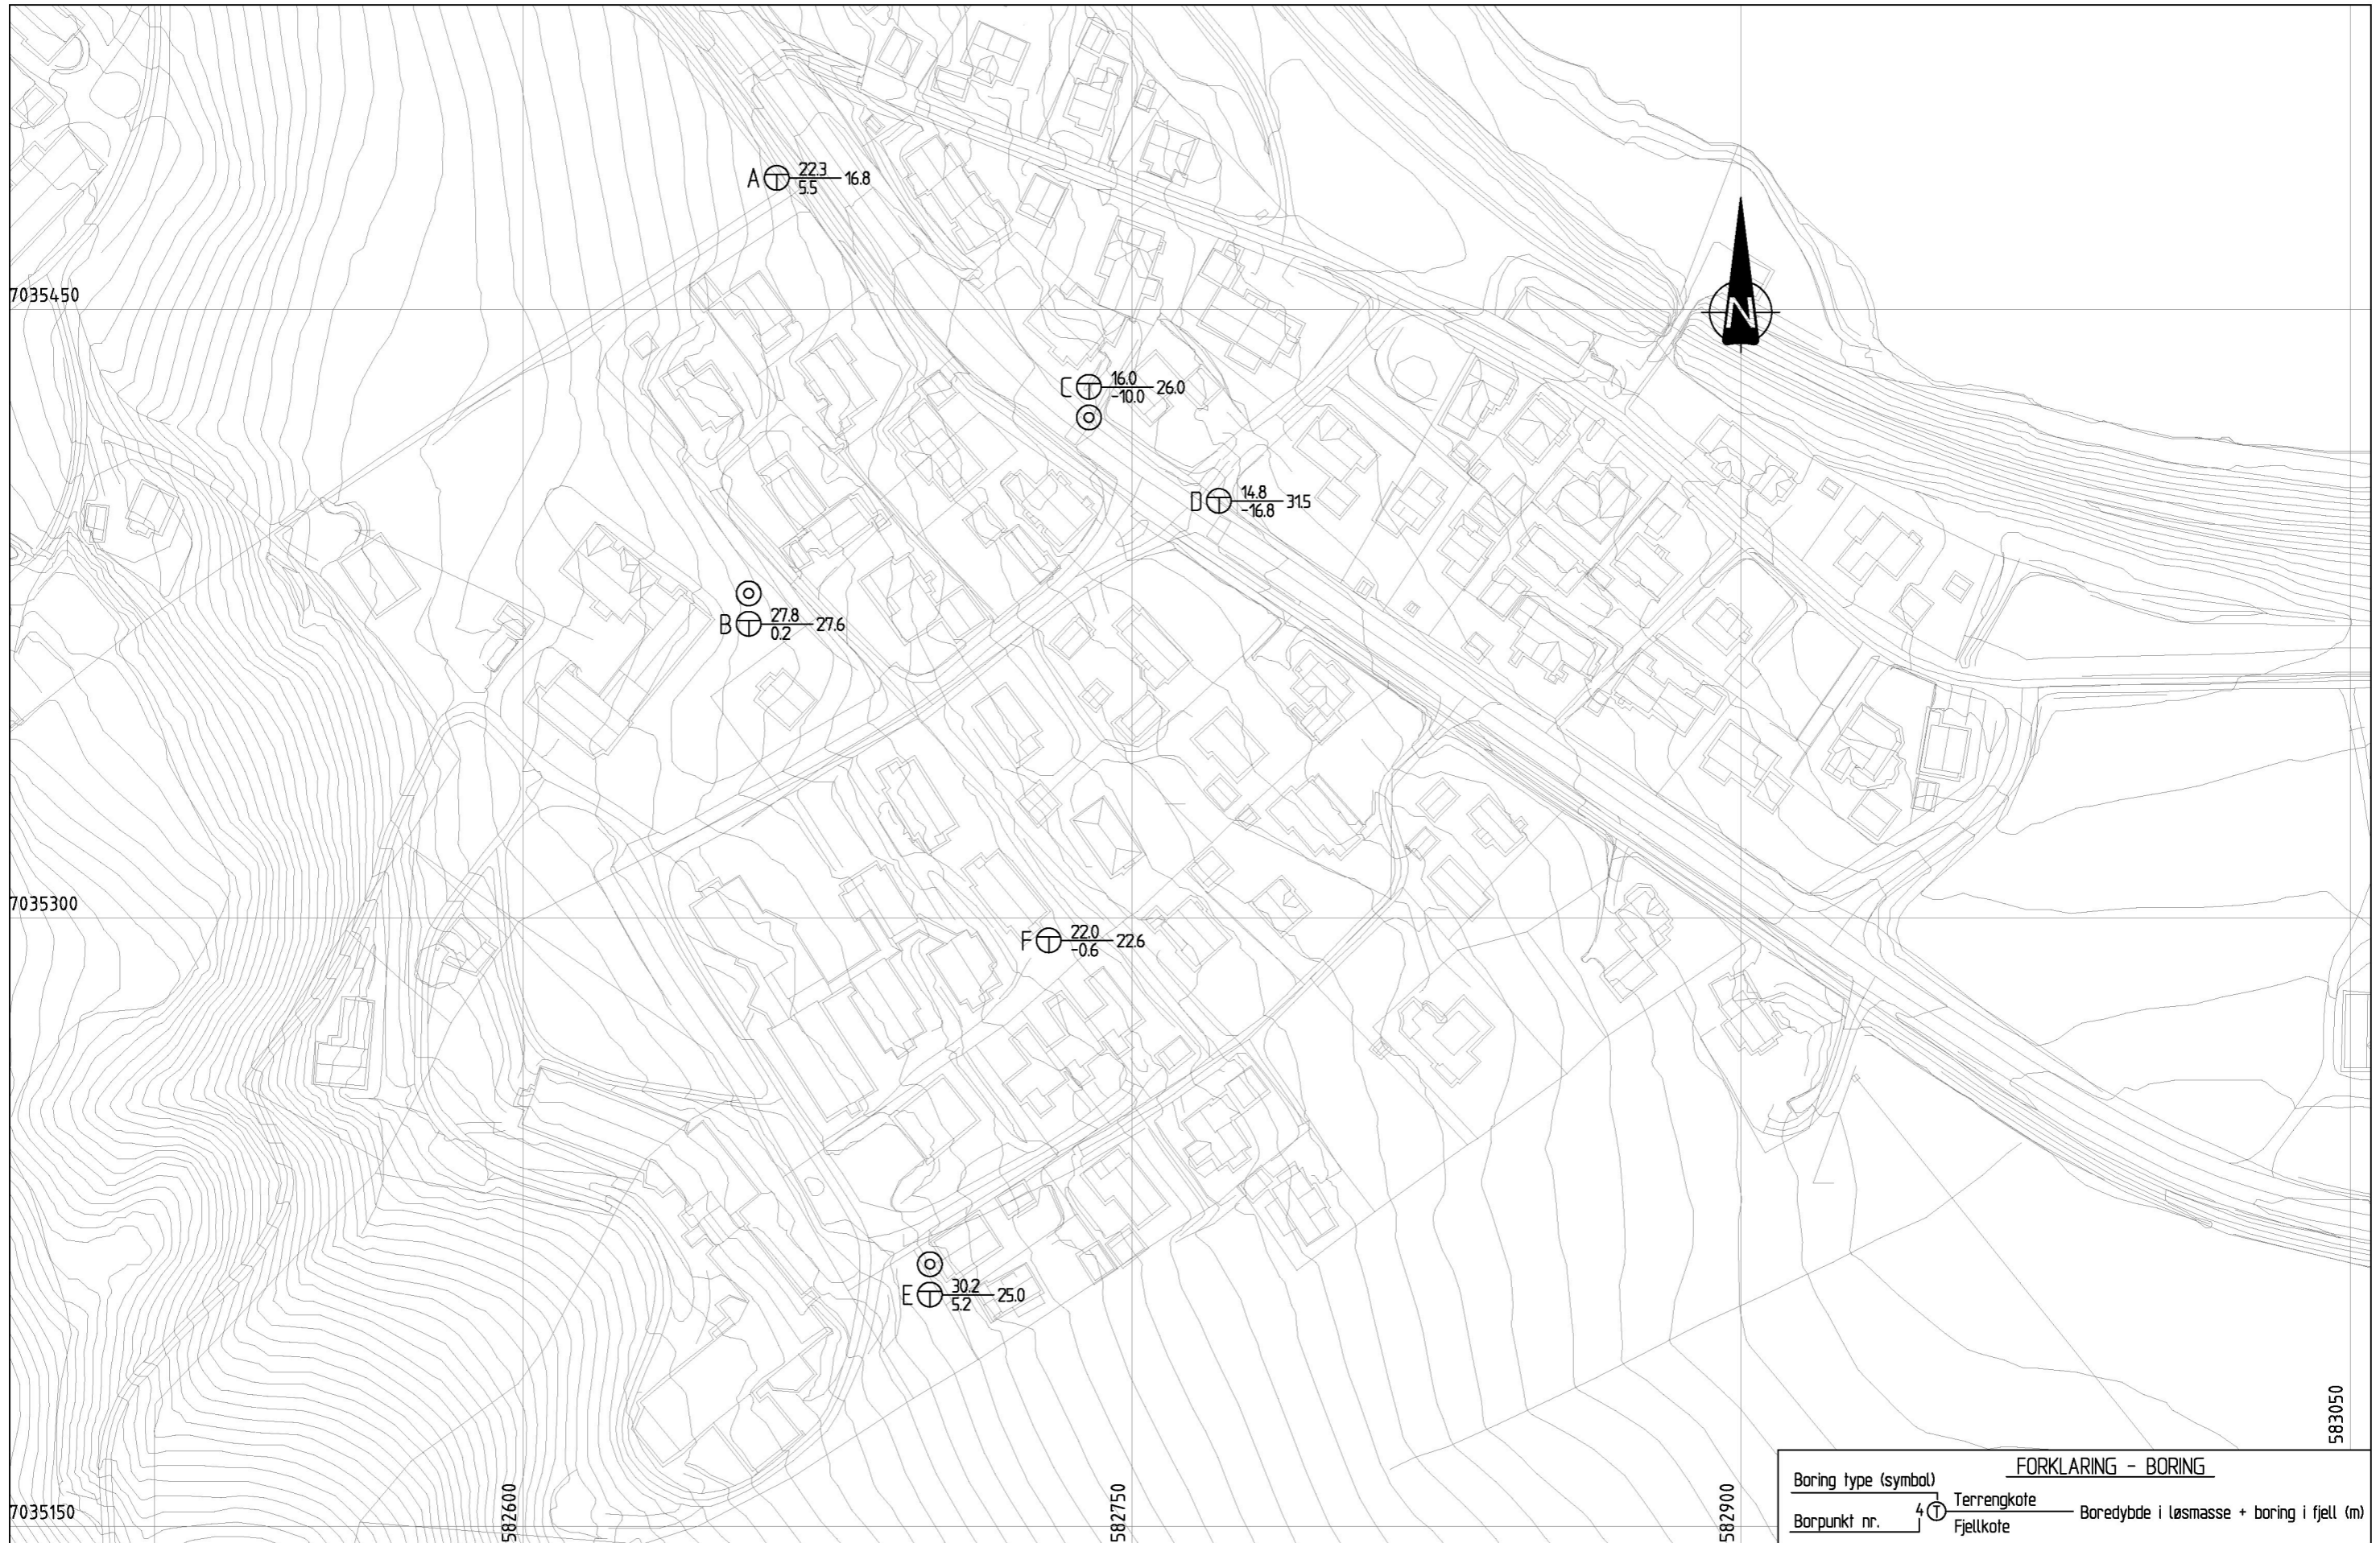 A 22.3 16.8
5.5
7035450
N
C 16.0 26.0
-10.0
D 14.8 31.5
-16.8
B 27.8 27.6
0.2
7035300
F 22.0 22.6
-0.6
E 30.2 25.0
5.2
583050
582600
582750
582900
7035150
FORKLARING - BORING
Boring type (symbol)
4 T Terrengkote
Boredybde i løsmasse + boring i fjell (m)
Borpunkt nr.
Fjellkote